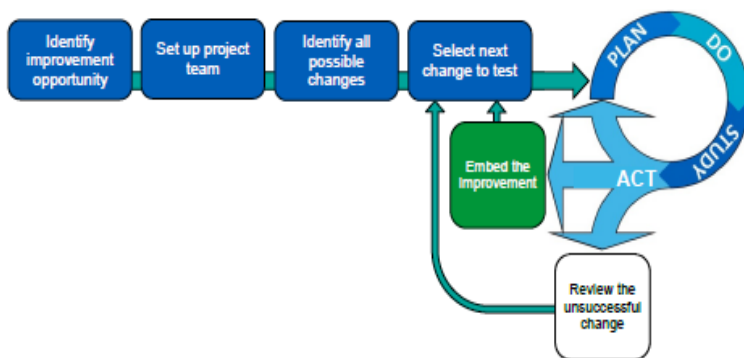 Identify
improvement
opportunity
Set up project
team
Identify all
possible
changes
Select next
change to test
PLAN
DO
STUDY
ACT
Embed the
Improvement
Review the
unsuccessful
change